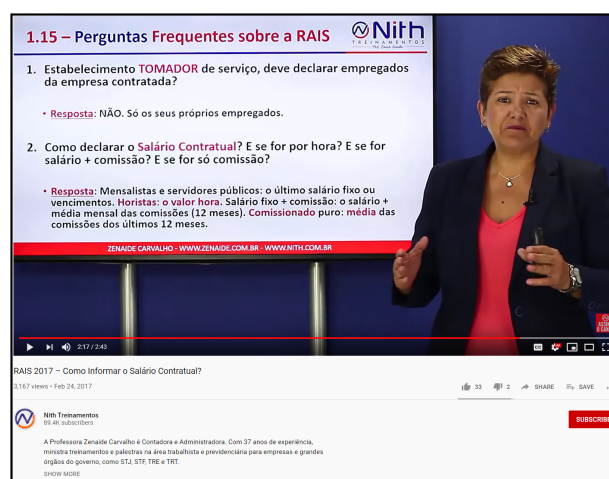 1.15 – Perguntas Frequentes sobre a RAIS
Nith
TREINAMENTOS
1. Estabelecimento TOMADOR de serviço, deve declarar empregados
da empresa contratada?
• Resposta: NÃO. Só os seus próprios empregados.
2. Como declarar o Salário Contratual? E se for por hora? E se for
salário + comissão? E se for só comissão?
• Resposta: Mensalistas e servidores públicos: o último salário fixo ou
vencimentos. Horistas: o valor hora. Salário fixo + comissão: o salário +
média mensal das comissões (12 meses). Comissionado puro: média das
comissões dos últimos 12 meses.
ZENAIDE CARVALHO - WWW.ZENAIDE.COM.BR - WWW.NITH.COM.BR
2:17 / 2:43
RAIS 2017 – Como Informar o Salário Contratual?
3,167 views • Feb 24, 2017
33 2 SHARE SAVE
Nith Treinamentos
89.4K subscribers
SUBSCRIBE
A Professora Zenaide Carvalho é Contadora e Administradora. Com 37 anos de experiência,
ministra treinamentos e palestras na área trabalhista e previdenciária para empresas e grandes
órgãos do governo, como STJ, STF, TRE e TRT.
SHOW MORE